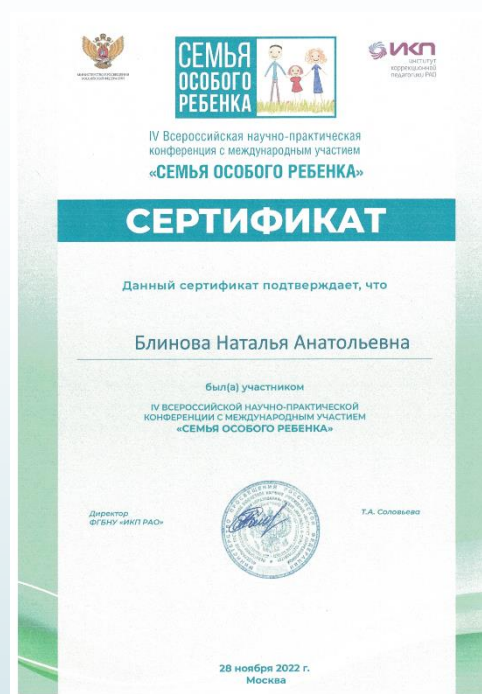 СЕМЬЯ
ОСОБОГО
РЕБЕНКА
ИКП
ИНСТИТУТ
КОРРЕКЦИОННОЙ
ПЕДАГОГИКИ РАО
IV Всероссийская научно-практическая
конференция с международным участием
«СЕМЬЯ ОСОБОГО РЕБЕНКА»
СЕРТИФИКАТ
Данный сертификат подтверждает, что
Блинова Наталья Анатольевна
был(а) участником
IV ВСЕРОССИЙСКОЙ НАУЧНО-ПРАКТИЧЕСКОЙ
КОНФЕРЕНЦИИ С МЕЖДУНАРОДНЫМ УЧАСТИЕМ
«СЕМЬЯ ОСОБОГО РЕБЕНКА»
Директор
ФГБНУ «ИКП РАО»
Т.А. Соловьева
28 ноября 2022 г.
Москва